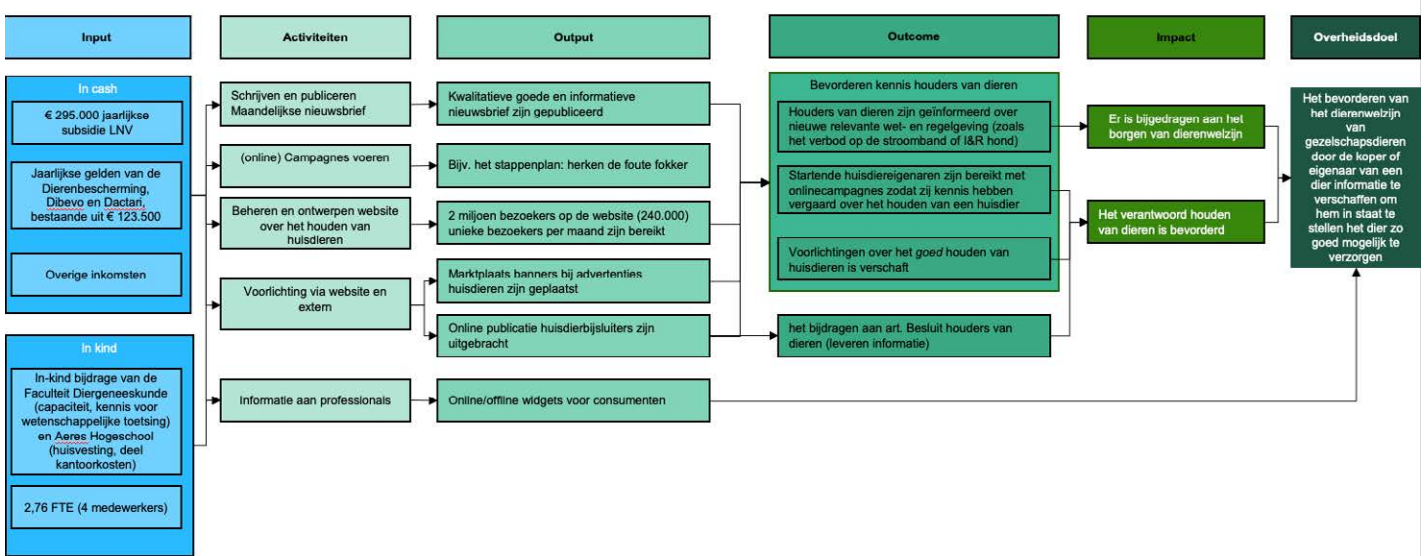 Input
Activiteiten
Output
Outcome
Impact
Overheidsdoel
In cash
€ 295.000 jaarlijkse
subsidie LNV
Jaarlijkse gelden van de
Dierenbescherming,
Dibevo en Dactari,
bestaande uit € 123.500
Overige inkomsten
In kind
In-kind bijdrage van de
Faculteit Diergeneeskunde
(capaciteit, kennis voor
wetenschappelijke toetsing)
en Aeres Hogeschool
(huisvesting, deel
kantoorkosten)
2,76 FTE (4 medewerkers)
Schrijven en publiceren
Maandelijkse nieuwsbrief
(online) Campagnes voeren
Beheren en ontwerpen website
over het houden van
huisdieren
Voorlichting via website en
extern
Informatie aan professionals
Kwalitatieve goede en informatieve
nieuwsbrief zijn gepubliceerd
Bijv. het stappenplan: herken de foute fokker
2 miljoen bezoekers op de website (240.000)
unieke bezoekers per maand zijn bereikt
Marktplaats banners bij advertenties
huisdieren zijn geplaatst
Online publicatie huisdierbijsluiters zijn
uitgebracht
Online/offline widgets voor consumenten
Bevorderen kennis houders van dieren
Houders van dieren zijn geïnformeerd over
nieuwe relevante wet- en regelgeving (zoals
het verbod op de stroomband of I&R hond)
Startende huisdiereigenaren zijn bereikt met
onlinecampagnes zodat zij kennis hebben
vergaard over het houden van een huisdier
Voorlichtingen over het goed houden van
huisdieren is verschaft
het bijdragen aan art. Besluit houders van
dieren (leveren informatie)
Er is bijgedragen aan het
borgen van dierenwelzijn
Het verantwoord houden
van dieren is bevorderd
Het bevorderen van
het dierenwelzijn
van
gezelschapsdieren
door de koper of
eigenaar van een
dier informatie te
verschaffen om
hem in staat te
stellen het dier zo
goed mogelijk te
verzorgen